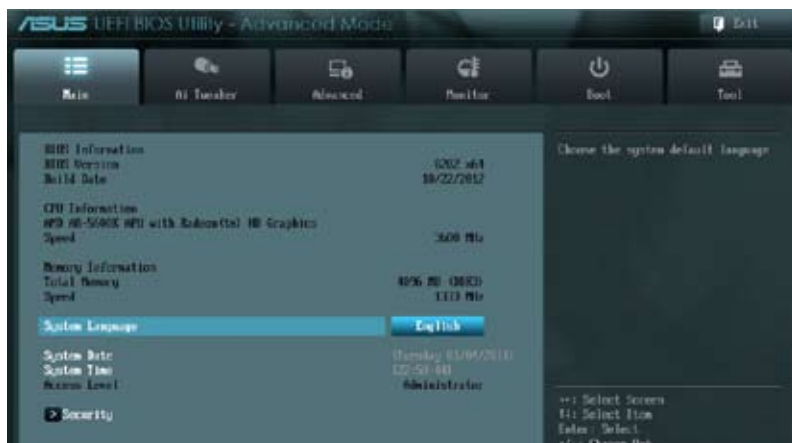 ASUS UEFI BIOS Utility - Advanced Mode
Exit
Main
Ai Tweaker
Advanced
Monitor
Boot
Tool
BIOS Information
BIOS Version 6202 x64
Build Date 10/22/2012
CPU Information
AMD with Radeon(tm) HD Graphics
Speed 3600 MHz
Memory Information
Total Memory 4096 MB (DDR3)
Speed 1333 MHz
System Language English
System Date
System Time
Access Level Administrator
Security
Choose the system default language
Select Screen
Select Item
Enter: Select